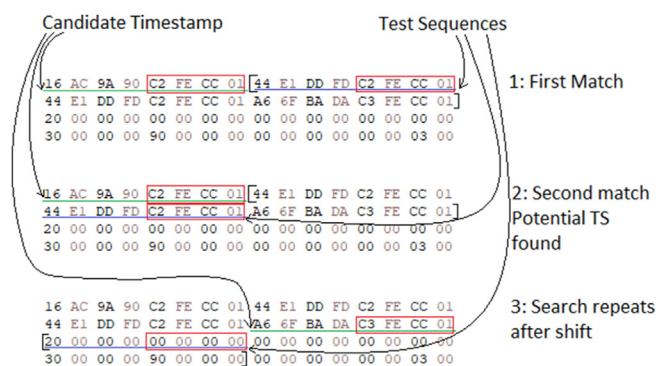 Candidate Timestamp
Test Sequences
16 AC 9A 90 C2 FE CC 01 [44 E1 DD FD C2 FE CC 01
44 E1 DD FD C2 FE CC 01 A6 6F BA DA C3 FE CC 01]
20 00 00 00 00 00 00 00 00 00 00 00 00 00 00 00
30 00 00 00 90 00 00 00 00 00 00 00 00 00 03 00
1: First Match
16 AC 9A 90 C2 FE CC 01 [44 E1 DD FD C2 FE CC 01
44 E1 DD FD C2 FE CC 01 A6 6F BA DA C3 FE CC 01]
20 00 00 00 00 00 00 00 00 00 00 00 00 00 00 00
30 00 00 00 90 00 00 00 00 00 00 00 00 00 03 00
2: Second match
Potential TS
found
16 AC 9A 90 C2 FE CC 01 44 E1 DD FD C2 FE CC 01
44 E1 DD FD C2 FE CC 01 A6 6F BA DA C3 FE CC 01
[20 00 00 00 00 00 00 00 00 00 00 00 00 00 00 00
30 00 00 00 90 00 00 00] 00 00 00 00 00 00 03 00
3: Search repeats
after shift